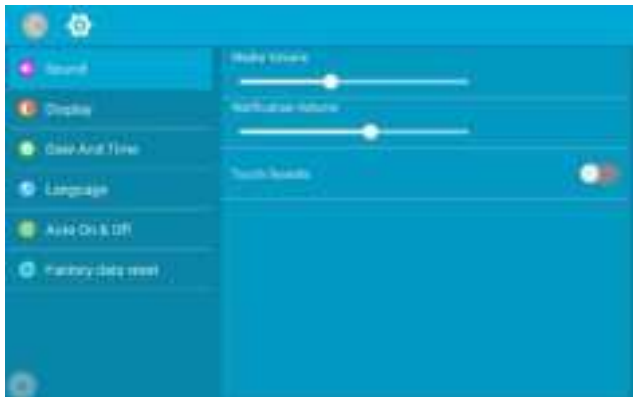 Sound
Media Volume
Display
Notification Volume
Date And Time
Touch Sounds
Language
Auto On & Off
Factory data reset